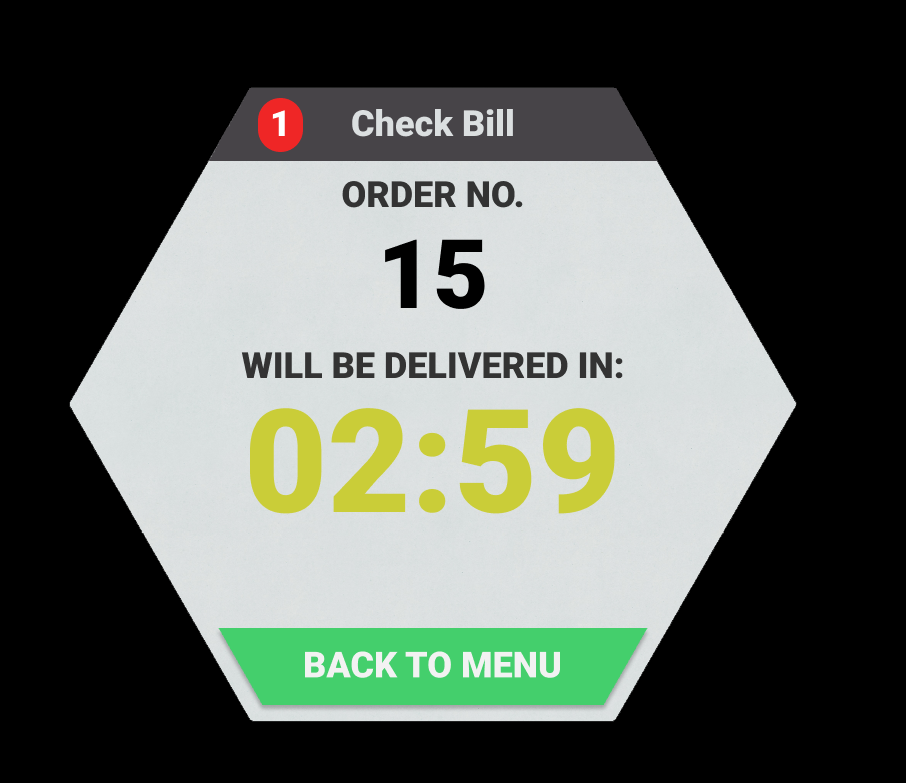 1 Check Bill
ORDER NO.
15
WILL BE DELIVERED IN:
02:59
BACK TO MENU